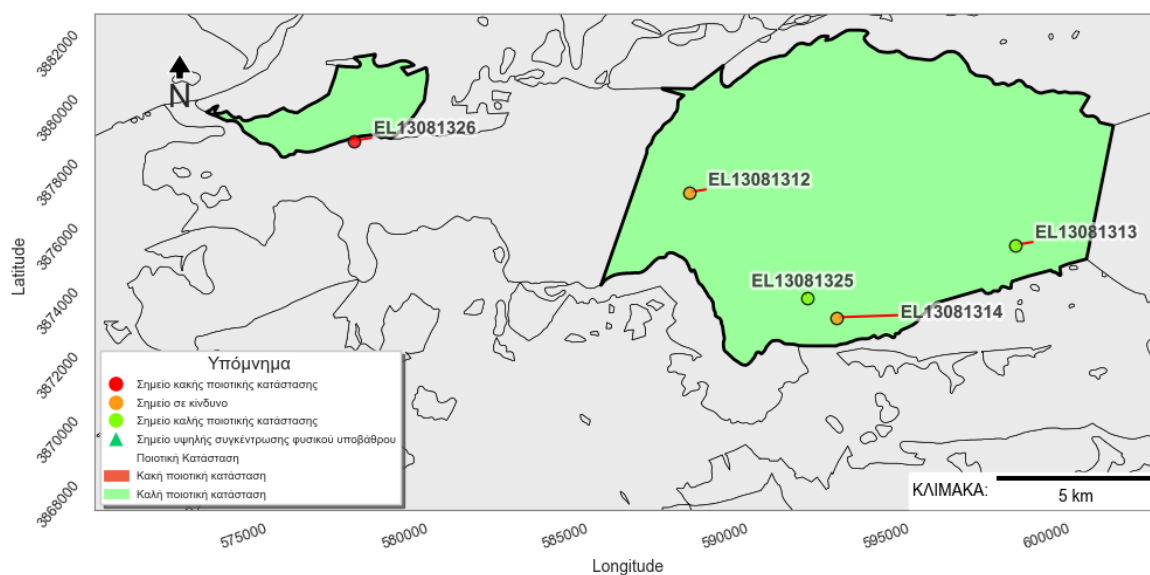 3882000
3880000
3878000
3876000
3874000
3872000
3870000
3868000
Latitude
N
EL13081326
EL13081312
EL13081313
EL13081325
EL13081314
Υπόμνημα
Σημείο κακής ποιοτικής κατάστασης
Σημείο σε κίνδυνο
Σημείο καλής ποιοτικής κατάστασης
Σημείο υψηλής συγκέντρωσης φυσικού υποβάθρου
Ποιοτική Κατάσταση
Κακή ποιοτική κατάσταση
Καλή ποιοτική κατάσταση
ΚΛΙΜΑΚΑ:
5 km
575000
580000
585000
590000
595000
600000
Longitude